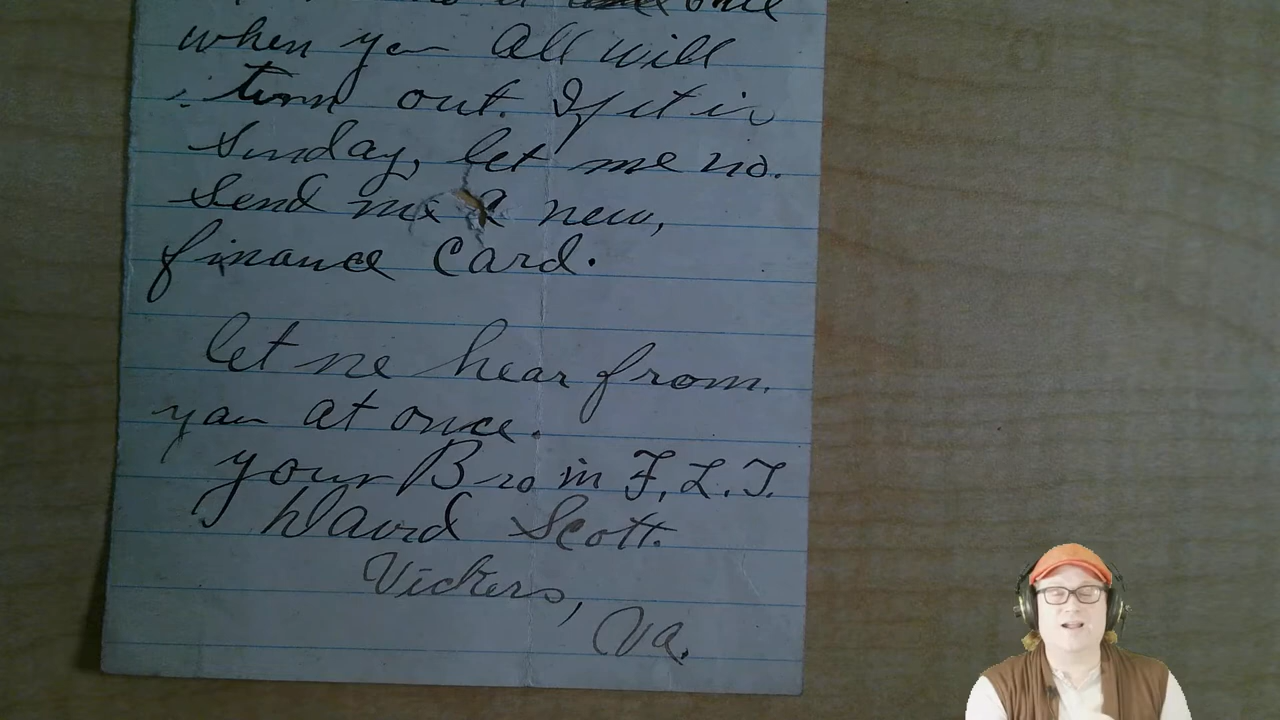 when you all will
turn out. If it is
Sunday, let me no.
Send me a new,
finance Card.
let me hear from,
you at once.
your Bro in F. L. T.
David Scott.
Vickers,
Va.